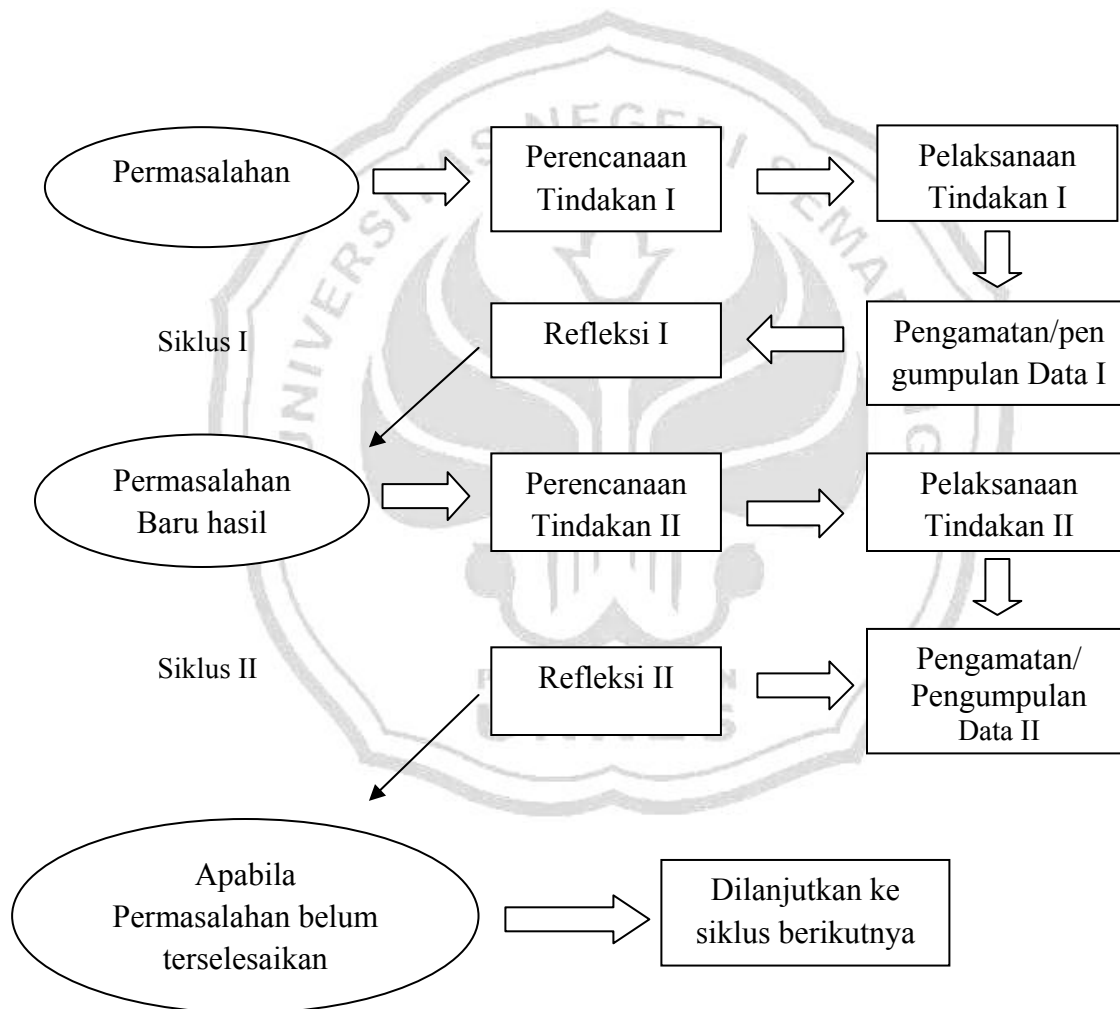 Permasalahan
Perencanaan
Tindakan I
Pelaksanaan
Tindakan I
Siklus I
Refleksi I
Pengamatan/pen
gumpulan Data I
Permasalahan
Baru hasil
Perencanaan
Tindakan II
Pelaksanaan
Tindakan II
Siklus II
Refleksi II
Pengamatan/
Pengumpulan
Data II
Apabila
Permasalahan belum
terselesaikan
Dilanjutkan ke
siklus berikutnya